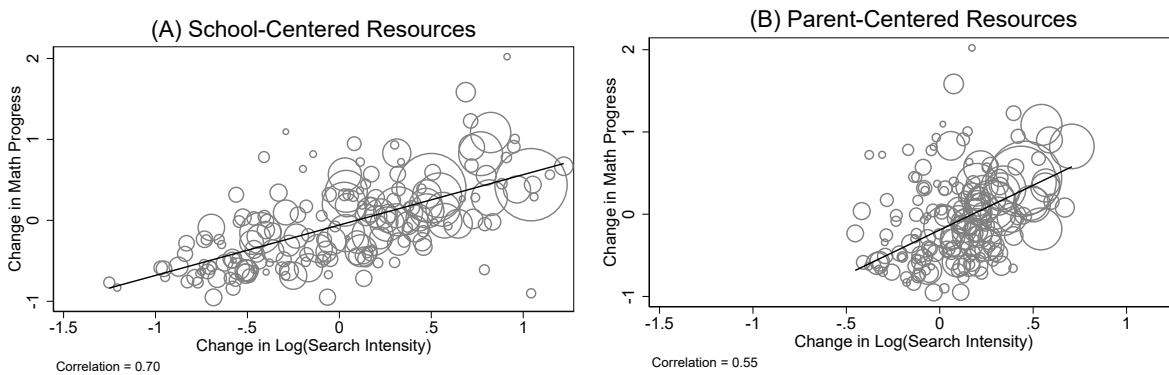 (A) School-Centered Resources
Change in Math Progress
2
1
0
-1
-1.5 -1 -.5 0 .5 1
Change in Log(Search Intensity)
Correlation = 0.70
(B) Parent-Centered Resources
Change in Math Progress
2
1
0
-1
-1.5 -1 -.5 0 .5 1
Change in Log(Search Intensity)
Correlation = 0.55